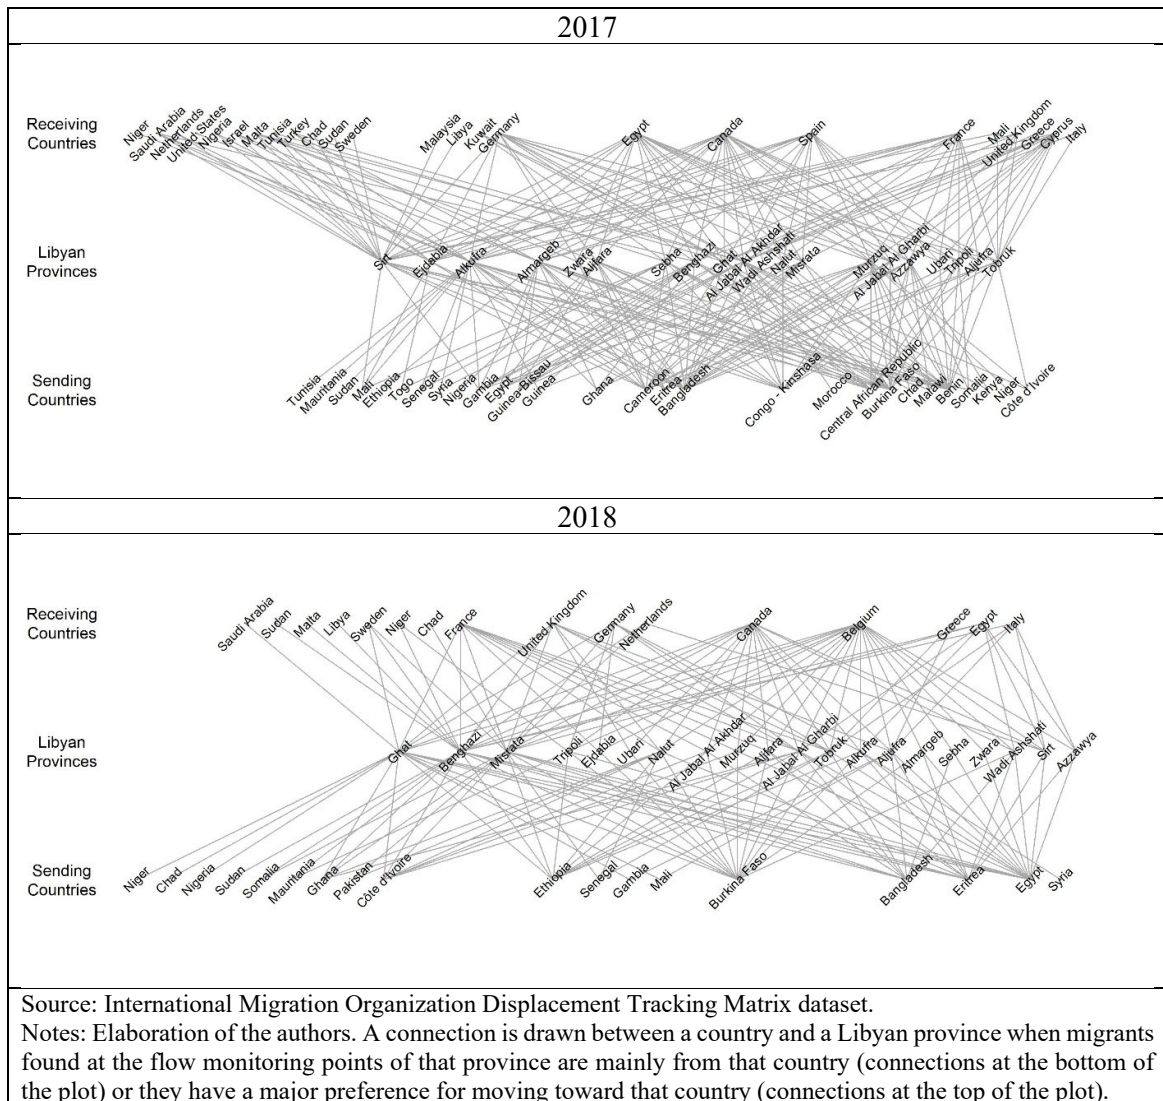 2017
Receiving
Countries
Niger
Saudi Arabia
Netherlands
United States
Nigeria
Israel
Malta
Tunisia
Turkey
Chad
Sudan
Sweden
Malaysia
Libya
Kuwait
Germany
Egypt
Canada
Spain
France
Mali
United Kingdom
Greece
Cyprus
Italy
Libyan
Provinces
Sirt
Ejdabia
Alkufra
Almargeb
Zwara
Aljfara
Sebha
Benghazi
Ghat
Al Jabal Al Akhdar
Wadi Ashshati
Nalut
Misrata
Murzuq
Al Jabal Al Gharbi
Azzawya
Ubari
Tripoli
Aljufra
Tobruk
Sending
Countries
Tunisia
Mauritania
Sudan
Mali
Ethiopia
Togo
Senegal
Syria
Nigeria
Gambia
Egypt
Guinea-Bissau
Guinea
Ghana
Cameroon
Eritrea
Bangladesh
Congo - Kinshasa
Morocco
Central African Republic
Burkina Faso
Chad
Malawi
Benin
Somalia
Kenya
Niger
Côte d'Ivoire
2018
Receiving
Countries
Saudi Arabia
Sudan
Malta
Libya
Sweden
Niger
Chad
France
United Kingdom
Germany
Netherlands
Canada
Belgium
Greece
Egypt
Italy
Libyan
Provinces
Ghat
Benghazi
Misrata
Tripoli
Ejdabia
Ubari
Nalut
Al Jabal Al Akhdar
Murzuq
Aljfara
Al Jabal Al Gharbi
Tobruk
Alkufra
Aljufra
Almargeb
Sebha
Zwara
Wadi Ashshati
Sirt
Azzawya
Sending
Countries
Niger
Chad
Nigeria
Sudan
Somalia
Mauritania
Ghana
Pakistan
Côte d'Ivoire
Ethiopia
Senegal
Gambia
Mali
Burkina Faso
Bangladesh
Eritrea
Egypt
Syria
Source: International Migration Organization Displacement Tracking Matrix dataset.
Notes: Elaboration of the authors. A connection is drawn between a country and a Libyan province when migrants
found at the flow monitoring points of that province are mainly from that country (connections at the bottom of
the plot) or they have a major preference for moving toward that country (connections at the top of the plot).